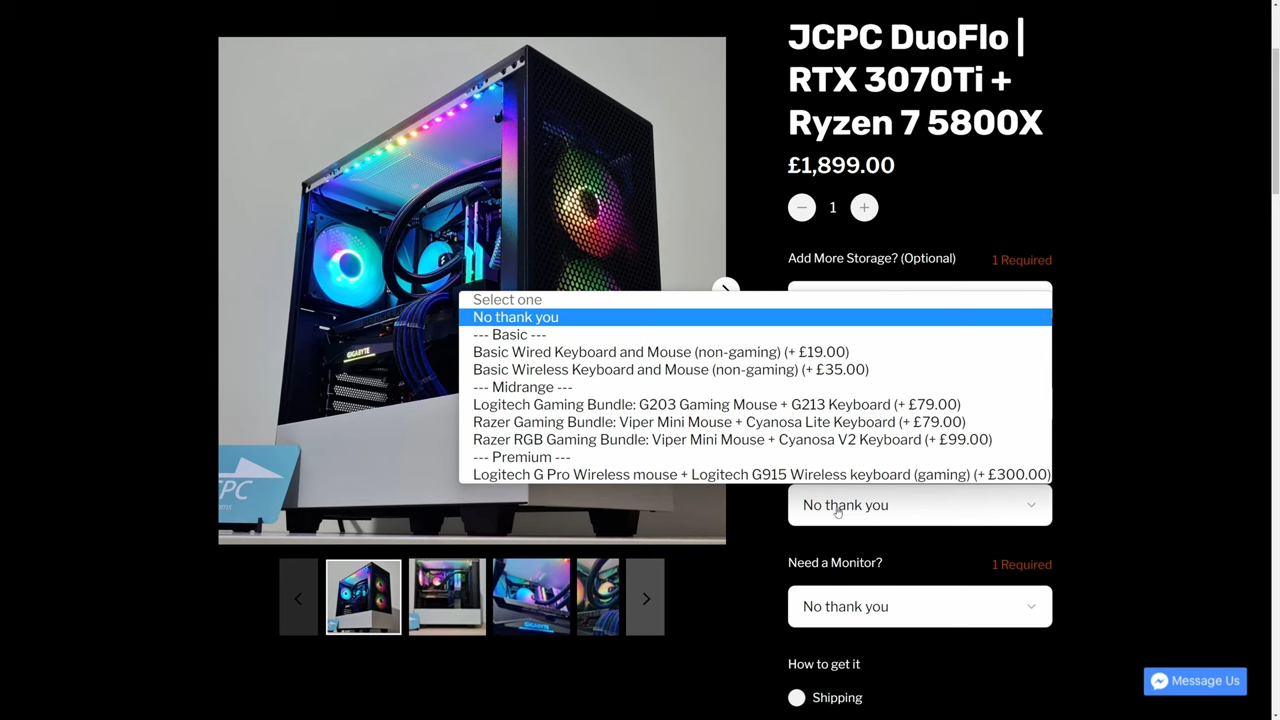 JCPC DuoFlo |
RTX 3070Ti +
Ryzen 7 5800X
£1,899.00
1
Add More Storage? (Optional) 1 Required
Select one
No thank you
--- Basic ---
Basic Wired Keyboard and Mouse (non-gaming) (+ £19.00)
Basic Wireless Keyboard and Mouse (non-gaming) (+ £35.00)
--- Midrange ---
Logitech Gaming Bundle: G203 Gaming Mouse + G213 Keyboard (+ £79.00)
Razer Gaming Bundle: Viper Mini Mouse + Cyanosa Lite Keyboard (+ £79.00)
Razer RGB Gaming Bundle: Viper Mini Mouse + Cyanosa V2 Keyboard (+ £99.00)
--- Premium ---
Logitech G Pro Wireless mouse + Logitech G915 Wireless keyboard (gaming) (+ £300.00)
GIGABYTE
PC
No thank you
Need a Monitor? 1 Required
No thank you
How to get it
Shipping
Message Us